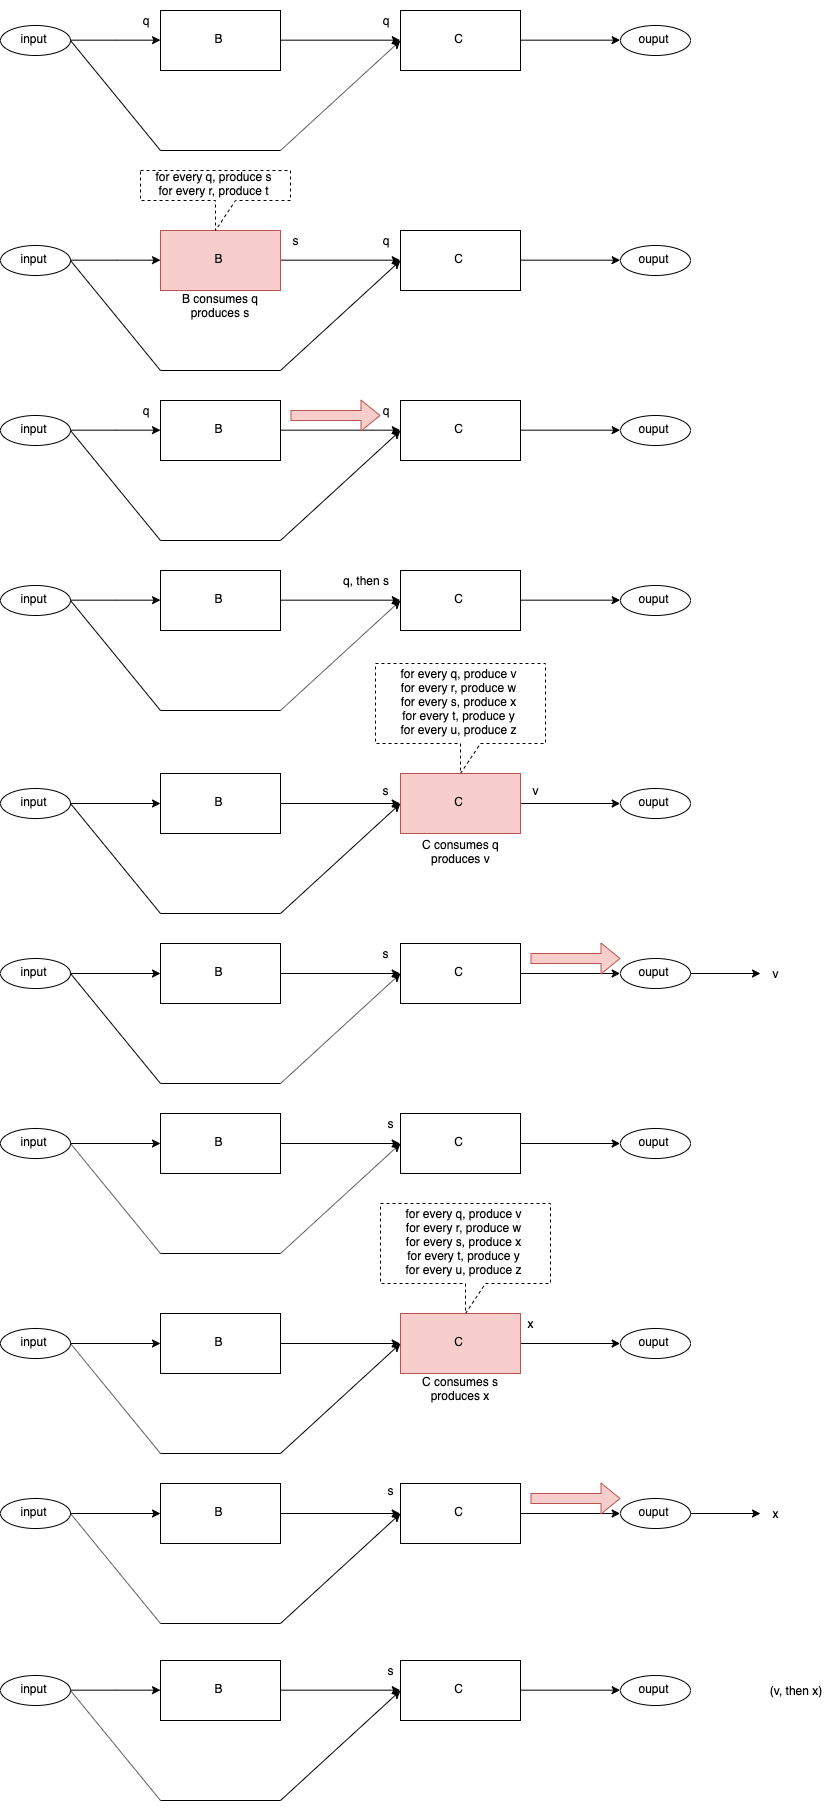 q
q
input
B
C
ouput
for every q, produce s
for every r, produce t
s
q
input
B
C
ouput
B consumes q
produces s
q
q
input
B
C
ouput
q, then s
input
B
C
ouput
for every q, produce v
for every r, produce w
for every s, produce x
for every t, produce y
for every u, produce z
s
v
input
B
C
ouput
C consumes q
produces v
s
input
B
C
ouput
v
s
input
B
C
ouput
for every q, produce v
for every r, produce w
for every s, produce x
for every t, produce y
for every u, produce z
x
input
B
C
ouput
C consumes s
produces x
s
input
B
C
ouput
x
s
input
B
C
ouput
(v, then x)